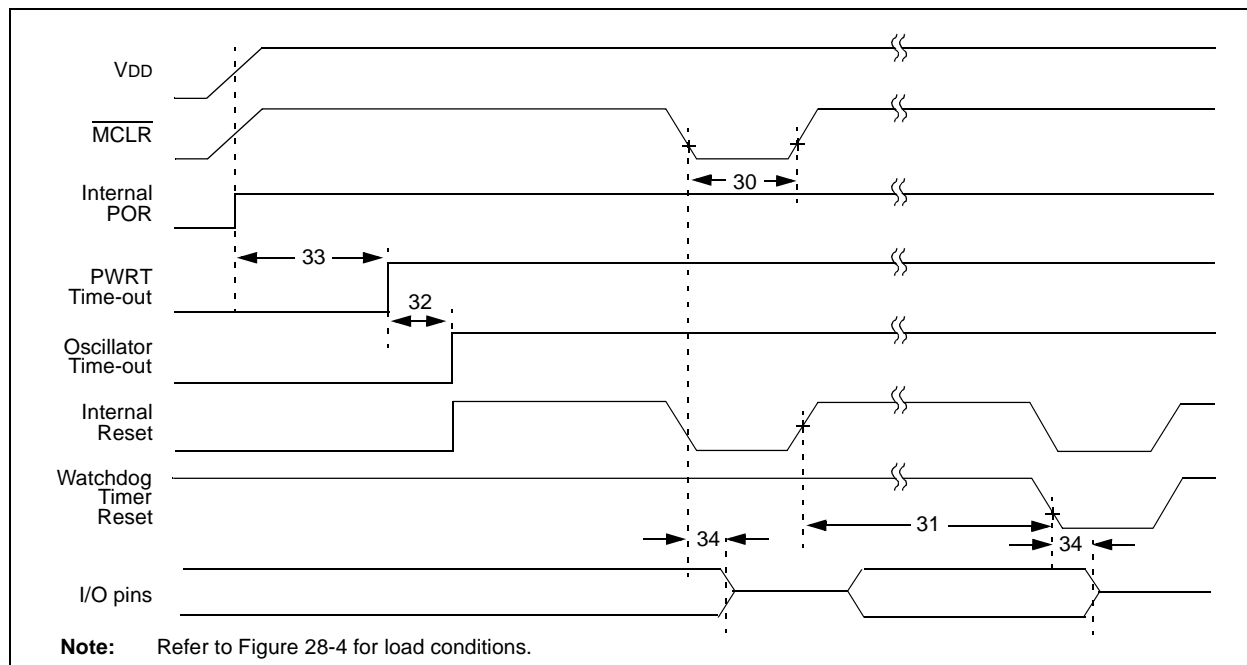 VDD
MCLR
30
Internal
POR
33
PWRT
Time-out
32
Oscillator
Time-out
Internal
Reset
Watchdog
Timer
Reset
31
34
34
I/O pins
Note: Refer to Figure 28-4 for load conditions.